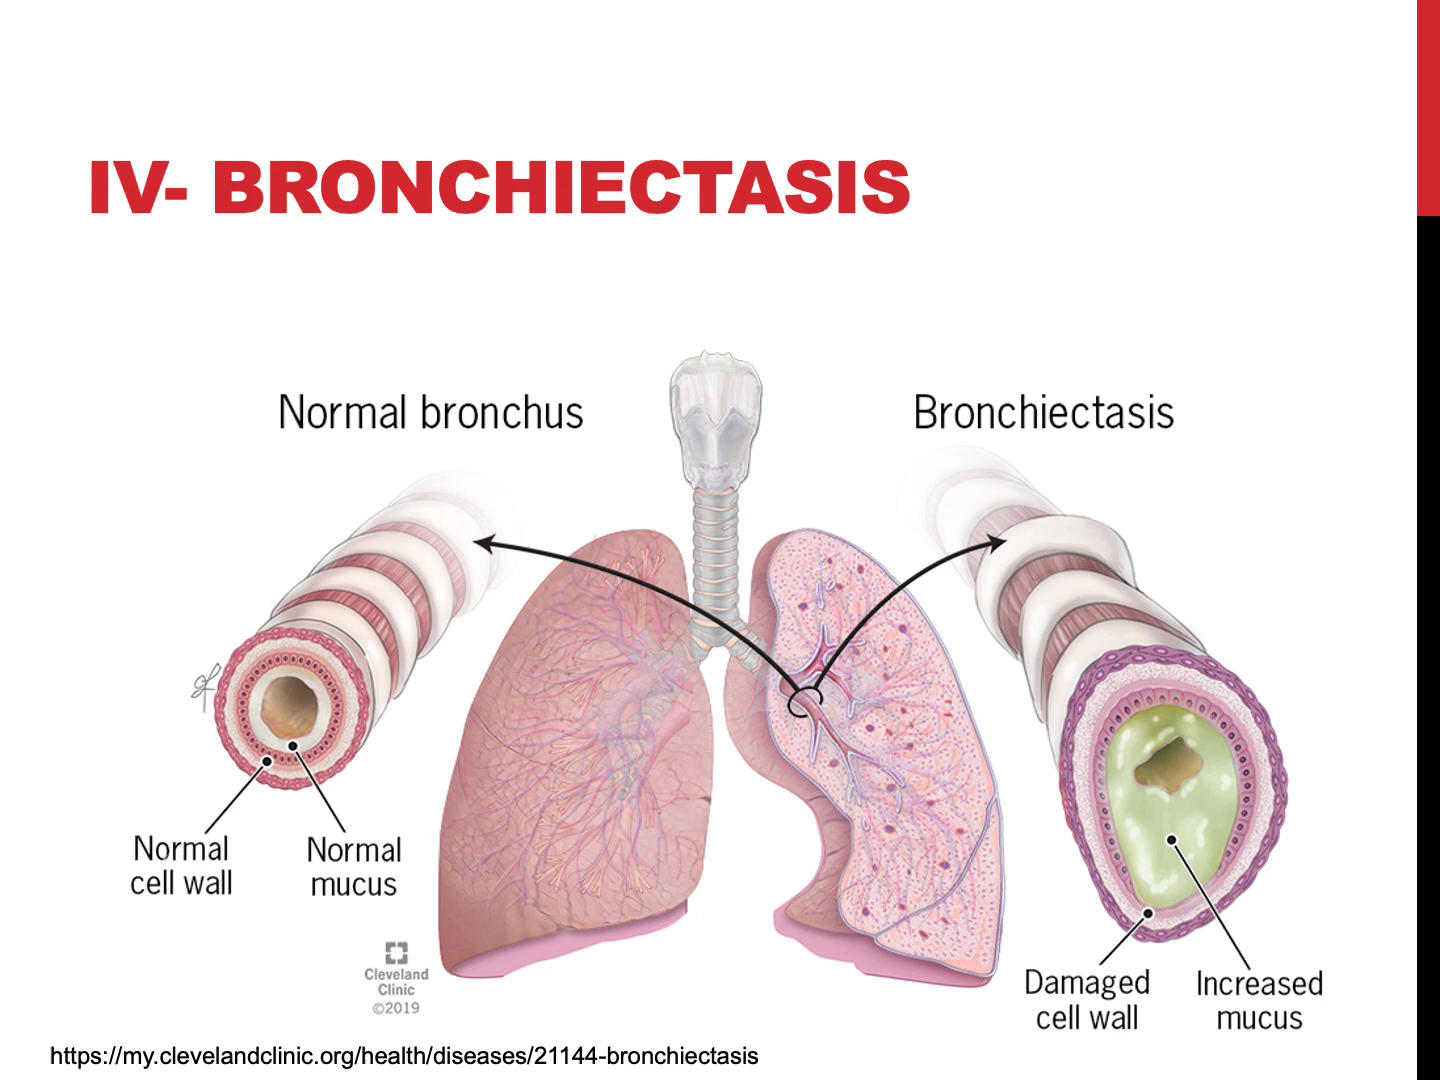 IV- BRONCHIECTASIS
Normal bronchus
Bronchiectasis
Normal
cell wall
Normal
mucus
Damaged
cell wall
Increased
mucus
Cleveland
Clinic
©2019
https://my.clevelandclinic.org/health/diseases/21144-bronchiectasis